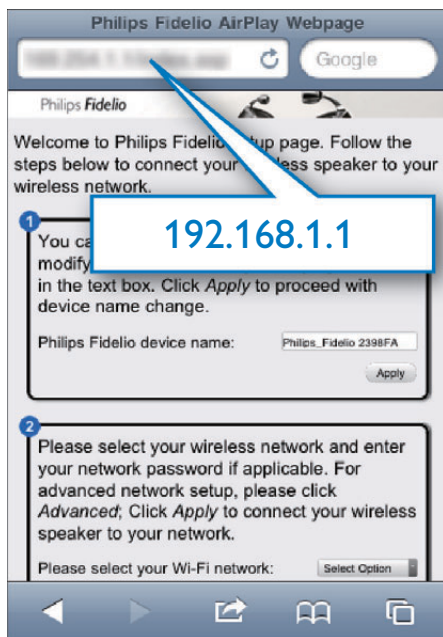 Philips Fidelio AirPlay Webpage
Google
Philips Fidelio
Welcome to Philips Fidelio
up page. Follow the
steps below to connect your
ess speaker to your
wireless network.
192.168.1.1
1
You
modify
in the text box. Click Apply to proceed with
device name change.
Philips Fidelio device name:
Philips_Fidelio 2398FA
Apply
2
Please select your wireless network and enter
your network password if applicable. For
advanced network setup, please click
Advanced; Click Apply to connect your wireless
speaker to your network.
Please select your Wi-Fi network:
Select Option